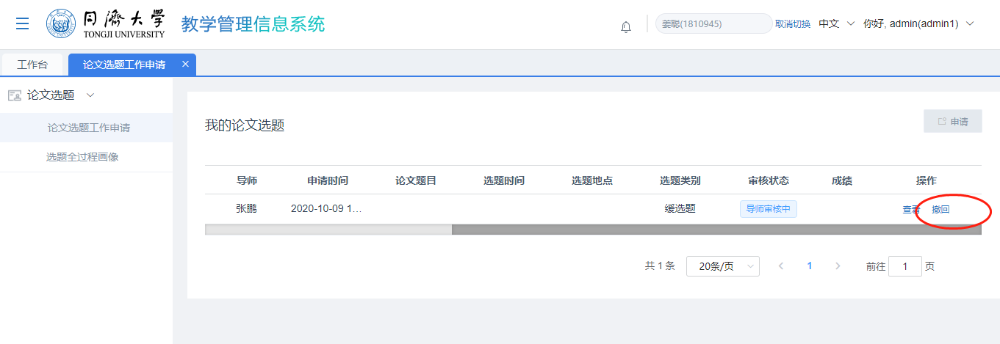 同濟大學
TONGJI UNIVERSITY
教学管理信息系统
姜聪(1810945) 取消切换 中文 你好, admin(admin1)
工作台 论文选题工作申请 ×
论文选题
论文选题工作申请
选题全过程画像
我的论文选题
申请
导师 申请时间 论文题目 选题时间 选题地点 选题类别 审核状态 成绩 操作
张鹏 2020-10-09 1... 缓选题 导师审核中 查看 撤回
共 1 条 20条/页 1 前往 1 页